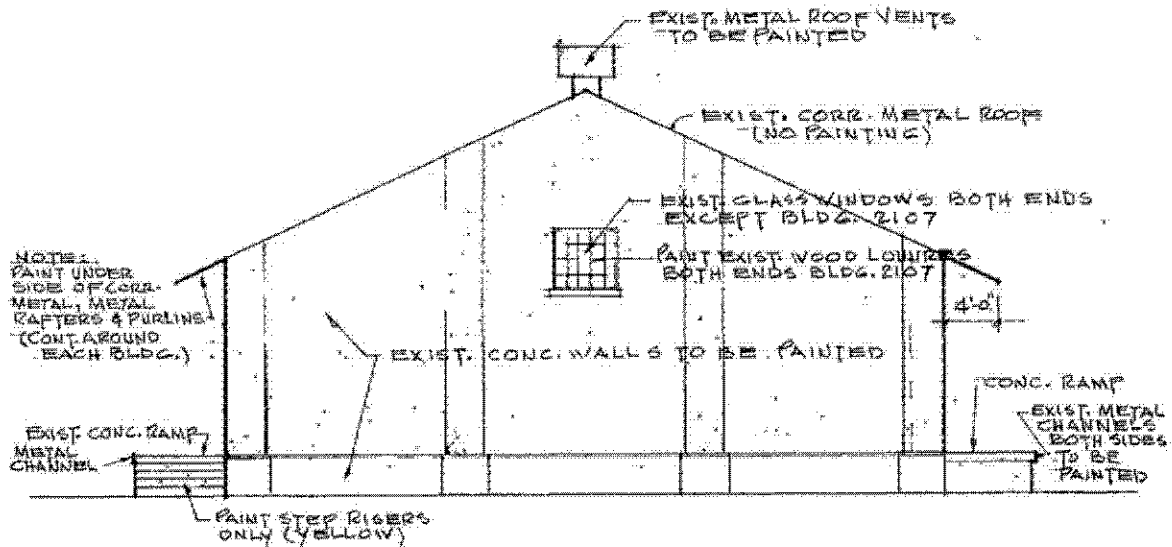 EXIST. METAL ROOF VENTS
TO BE PAINTED
EXIST. CORR. METAL ROOF
(NO PAINTING)
EXIST. GLASS WINDOWS BOTH ENDS
EXCEPT BLDG. 2107
PAINT EXIST. WOOD LOUVRES
BOTH ENDS BLDG. 2107
NOTE:
PAINT UNDER
SIDE OF CORR.
METAL, METAL
RAFTERS & PURLINS
(CONT. AROUND
EACH BLDG.)
4'-0"
EXIST. CONC. WALLS TO BE PAINTED
CONC. RAMP
EXIST. METAL
CHANNELS
BOTH SIDES
TO BE
PAINTED
EXIST. CONC. RAMP
METAL
CHANNEL
PAINT STEP RISERS
ONLY (YELLOW)